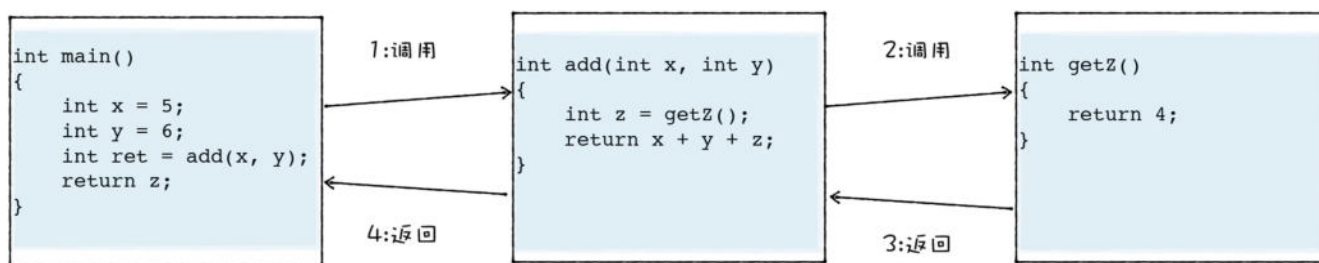 int main()
{
    int x = 5;
    int y = 6;
    int ret = add(x, y);
    return z;
}
1:调用
int add(int x, int y)
{
    int z = getZ();
    return x + y + z;
}
2:调用
int getZ()
{
    return 4;
}
3:返回
4:返回